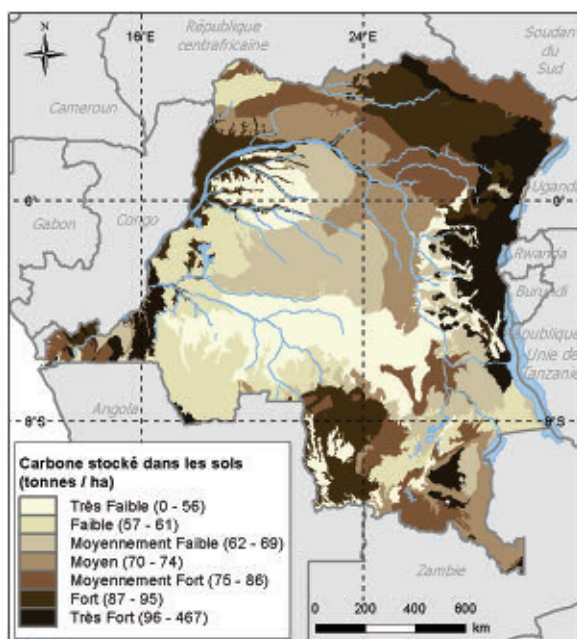 République
centrafricaine
Soudan
du
Sud
N
16°E
24°E
Cameroun
0°
0°
Uganda
Gabon
Congo
Rwanda
Burundi
République
Unie de
Tanzanie
Angola
8°S
8°S
Carbone stocké dans les sols
(tonnes / ha)
Très Faible (0 - 56)
Faible (57 - 61)
Moyennement Faible (62 - 69)
Moyen (70 - 74)
Moyennement Fort (75 - 86)
Fort (87 - 95)
Très Fort (96 - 467)
Zambie
0 200 400 600
km